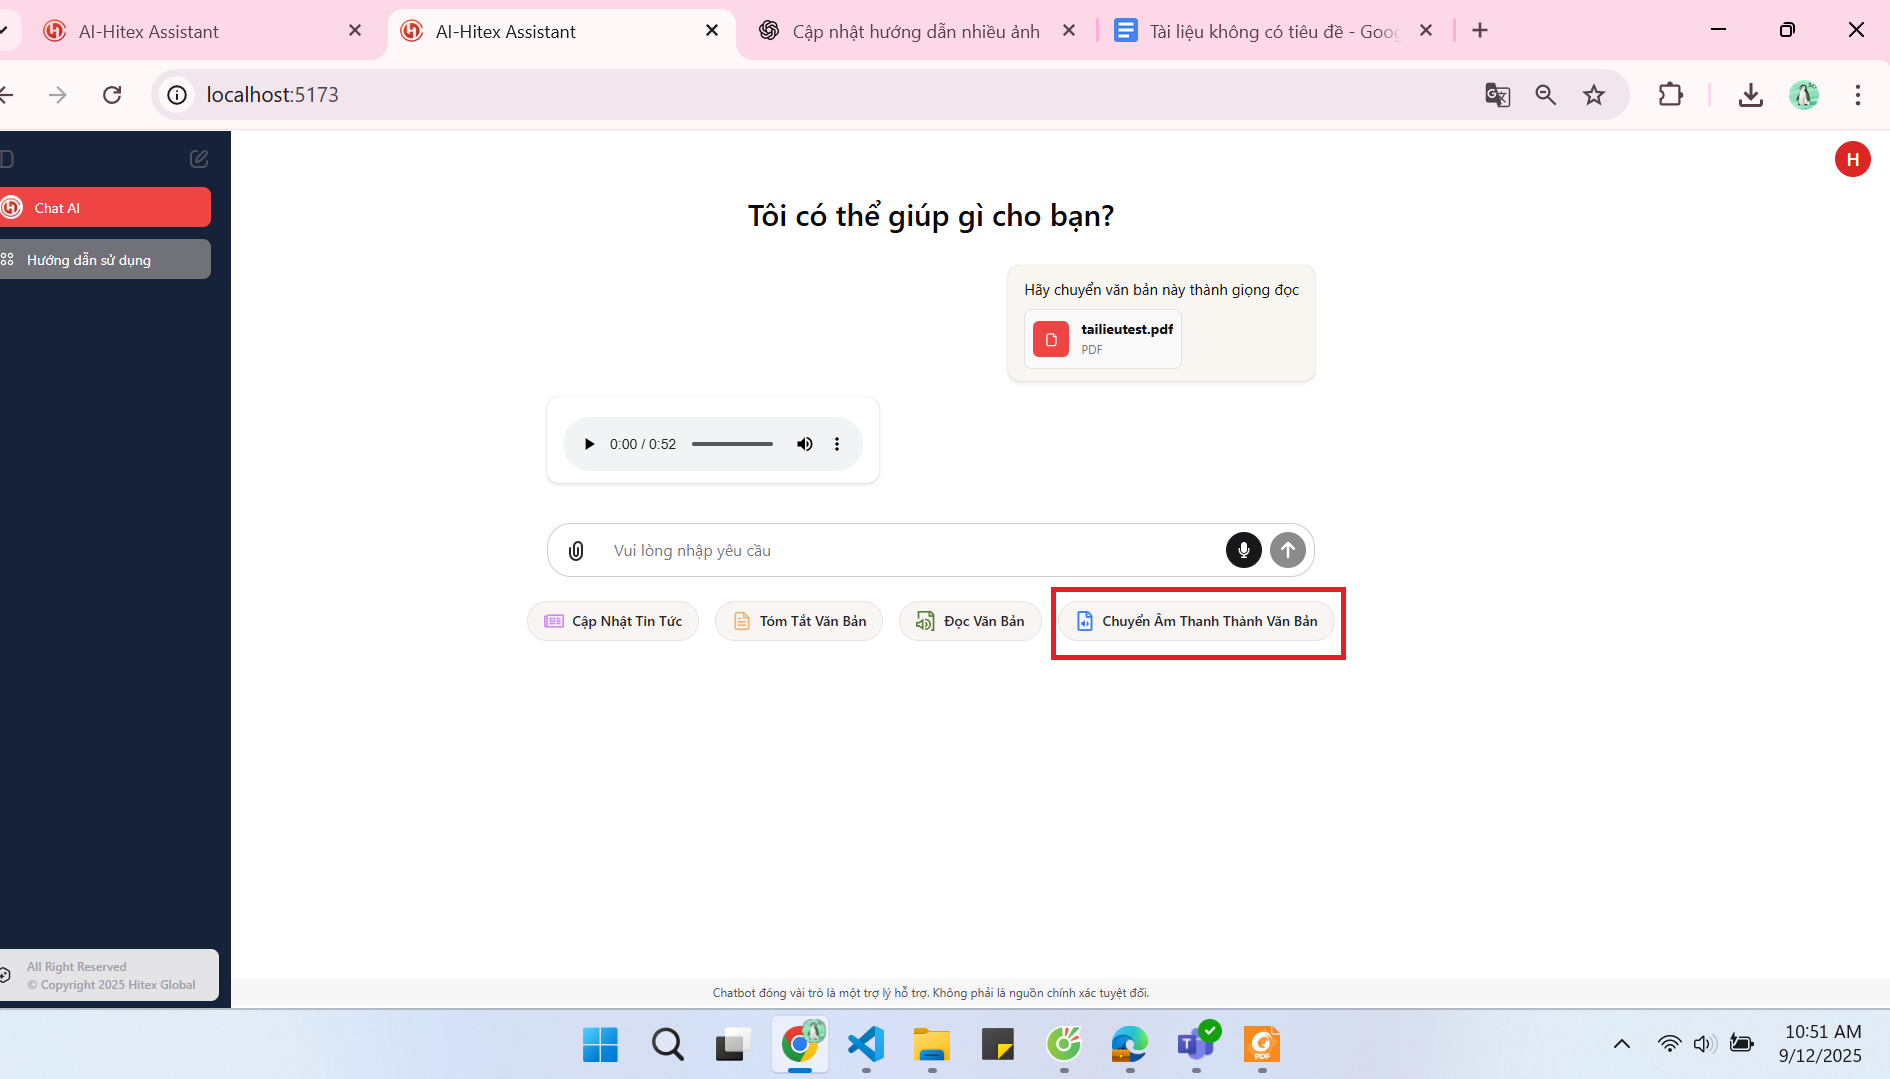 AI-Hitex Assistant
AI-Hitex Assistant
Cập nhật hướng dẫn nhiều ảnh
Tài liệu không có tiêu đề - Goog
localhost:5173
H
Chat AI
Hướng dẫn sử dụng
Tôi có thể giúp gì cho bạn?
Hãy chuyển văn bản này thành giọng đọc
tailieutest.pdf
PDF
0:00 / 0:52
Vui lòng nhập yêu cầu
Cập Nhật Tin Tức
Tóm Tắt Văn Bản
Đọc Văn Bản
Chuyển Âm Thanh Thành Văn Bản
All Right Reserved
© Copyright 2025 Hitex Global
Chatbot đóng vai trò là một trợ lý hỗ trợ. Không phải là nguồn chính xác tuyệt đối.
10:51 AM
9/12/2025